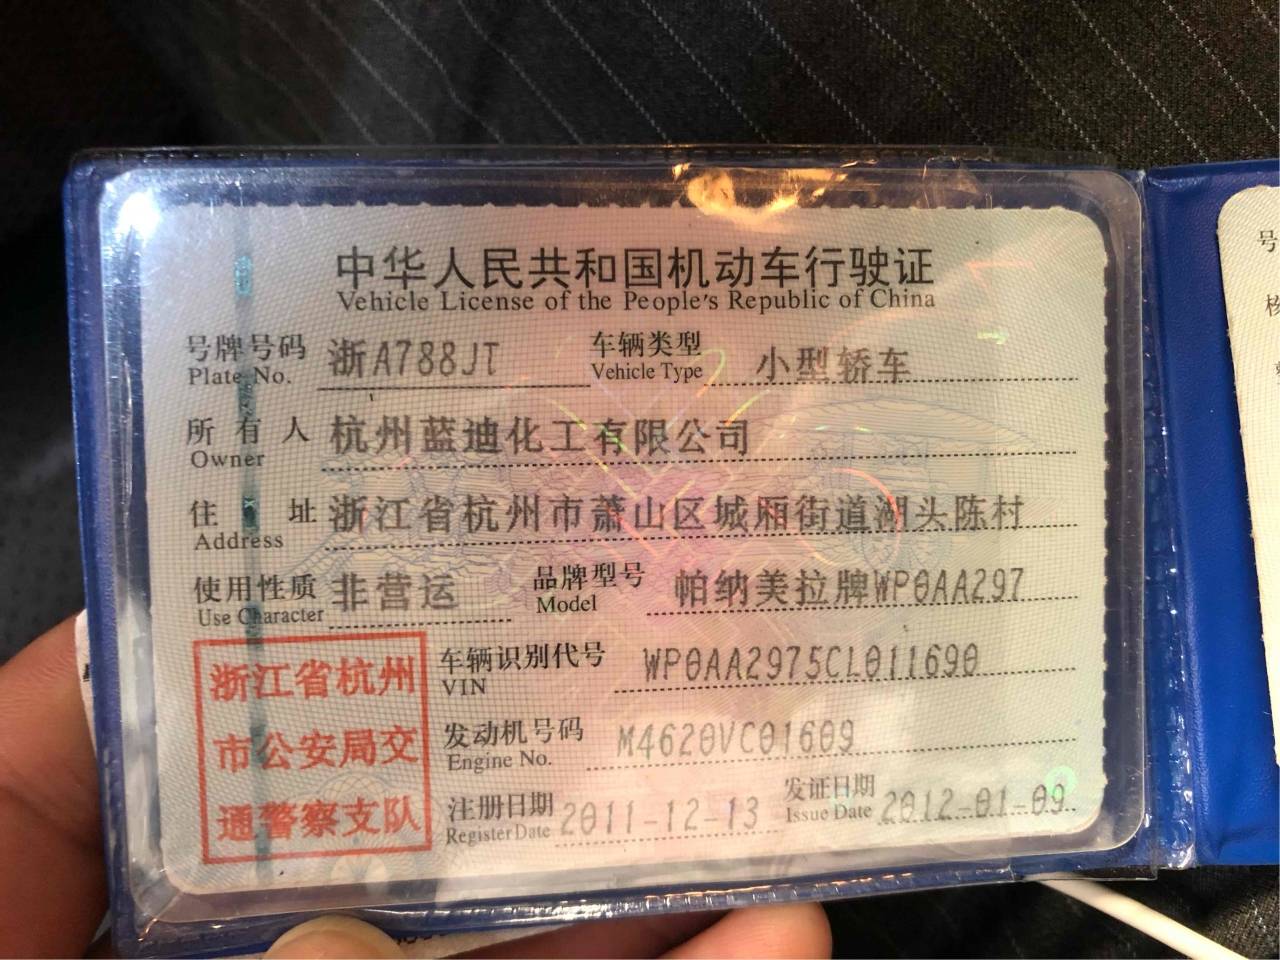 中华人民共和国机动车行驶证
Vehicle License of the People's Republic of China
号牌号码 浙A788JT 车辆类型 小型轿车
Plate No. Vehicle Type
所有人 杭州蓝迪化工有限公司
Owner
住址 浙江省杭州市萧山区城厢街道湖头陈村
Address
使用性质 非营运 品牌型号 帕纳美拉牌WP0AA297
Use Character Model
浙江省杭州
市公安局交
通警察支队
车辆识别代号 WP0AA2975CL011690
VIN
发动机号码 M4620VC01609
Engine No.
注册日期 2011-12-13 发证日期 2012-01-09
Register Date Issue Date
号
杨